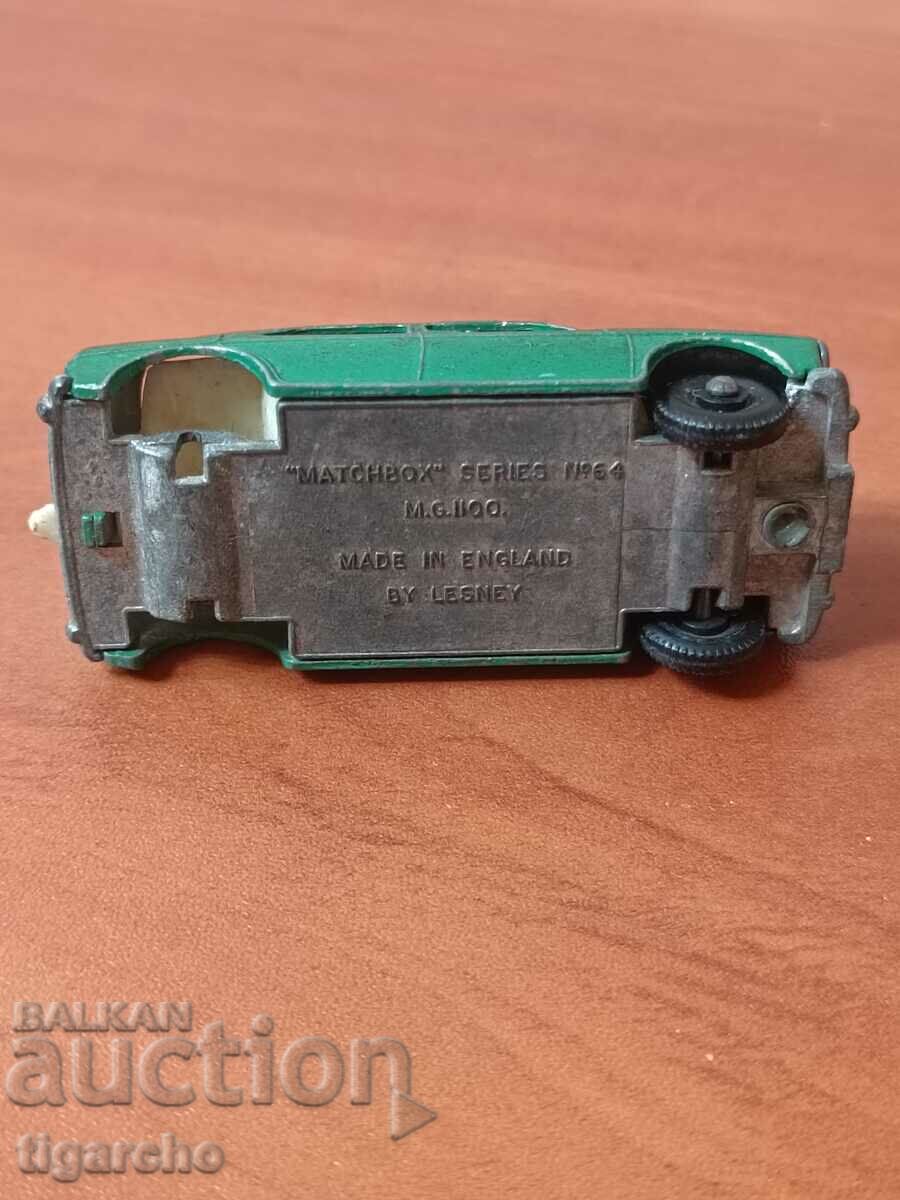 "MATCHBOX" SERIES Nº64
M.G.1100.
MADE IN ENGLAND
BY LESNEY
BALKAN
auction
tigarcho